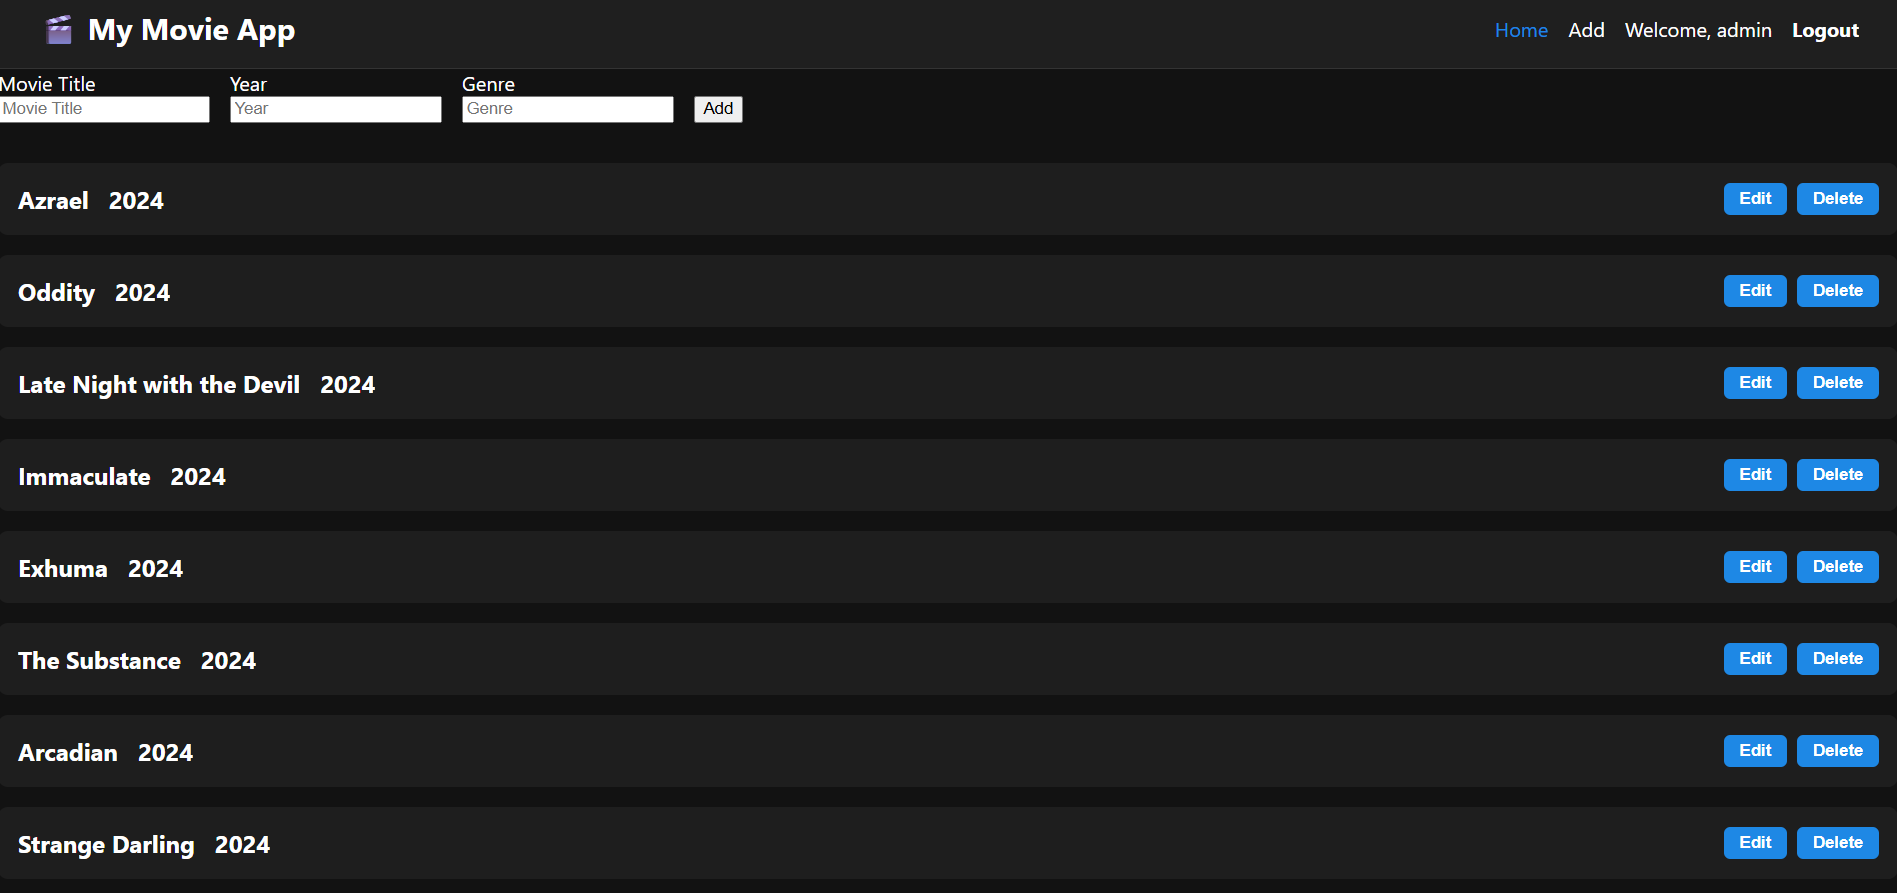 My Movie App
Home Add Welcome, admin Logout
Movie Title Year Genre
Movie Title Year Genre Add
Azrael 2024 Edit Delete
Oddity 2024 Edit Delete
Late Night with the Devil 2024 Edit Delete
Immaculate 2024 Edit Delete
Exhuma 2024 Edit Delete
The Substance 2024 Edit Delete
Arcadian 2024 Edit Delete
Strange Darling 2024 Edit Delete